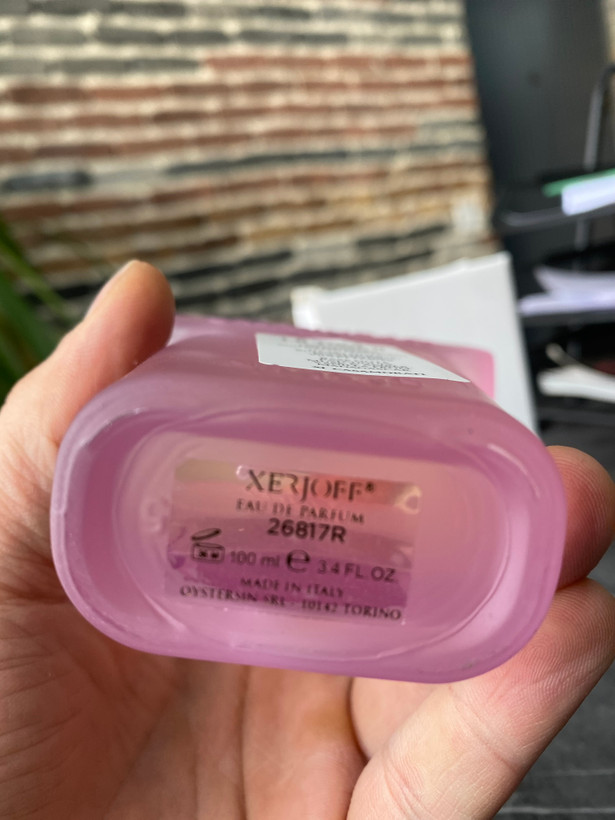 XERJOFF®
EAU DE PARFUM
26817R
100 ml e 3.4 FL OZ
MADE IN ITALY
OYSTERSIN SRL - 10142 TORINO